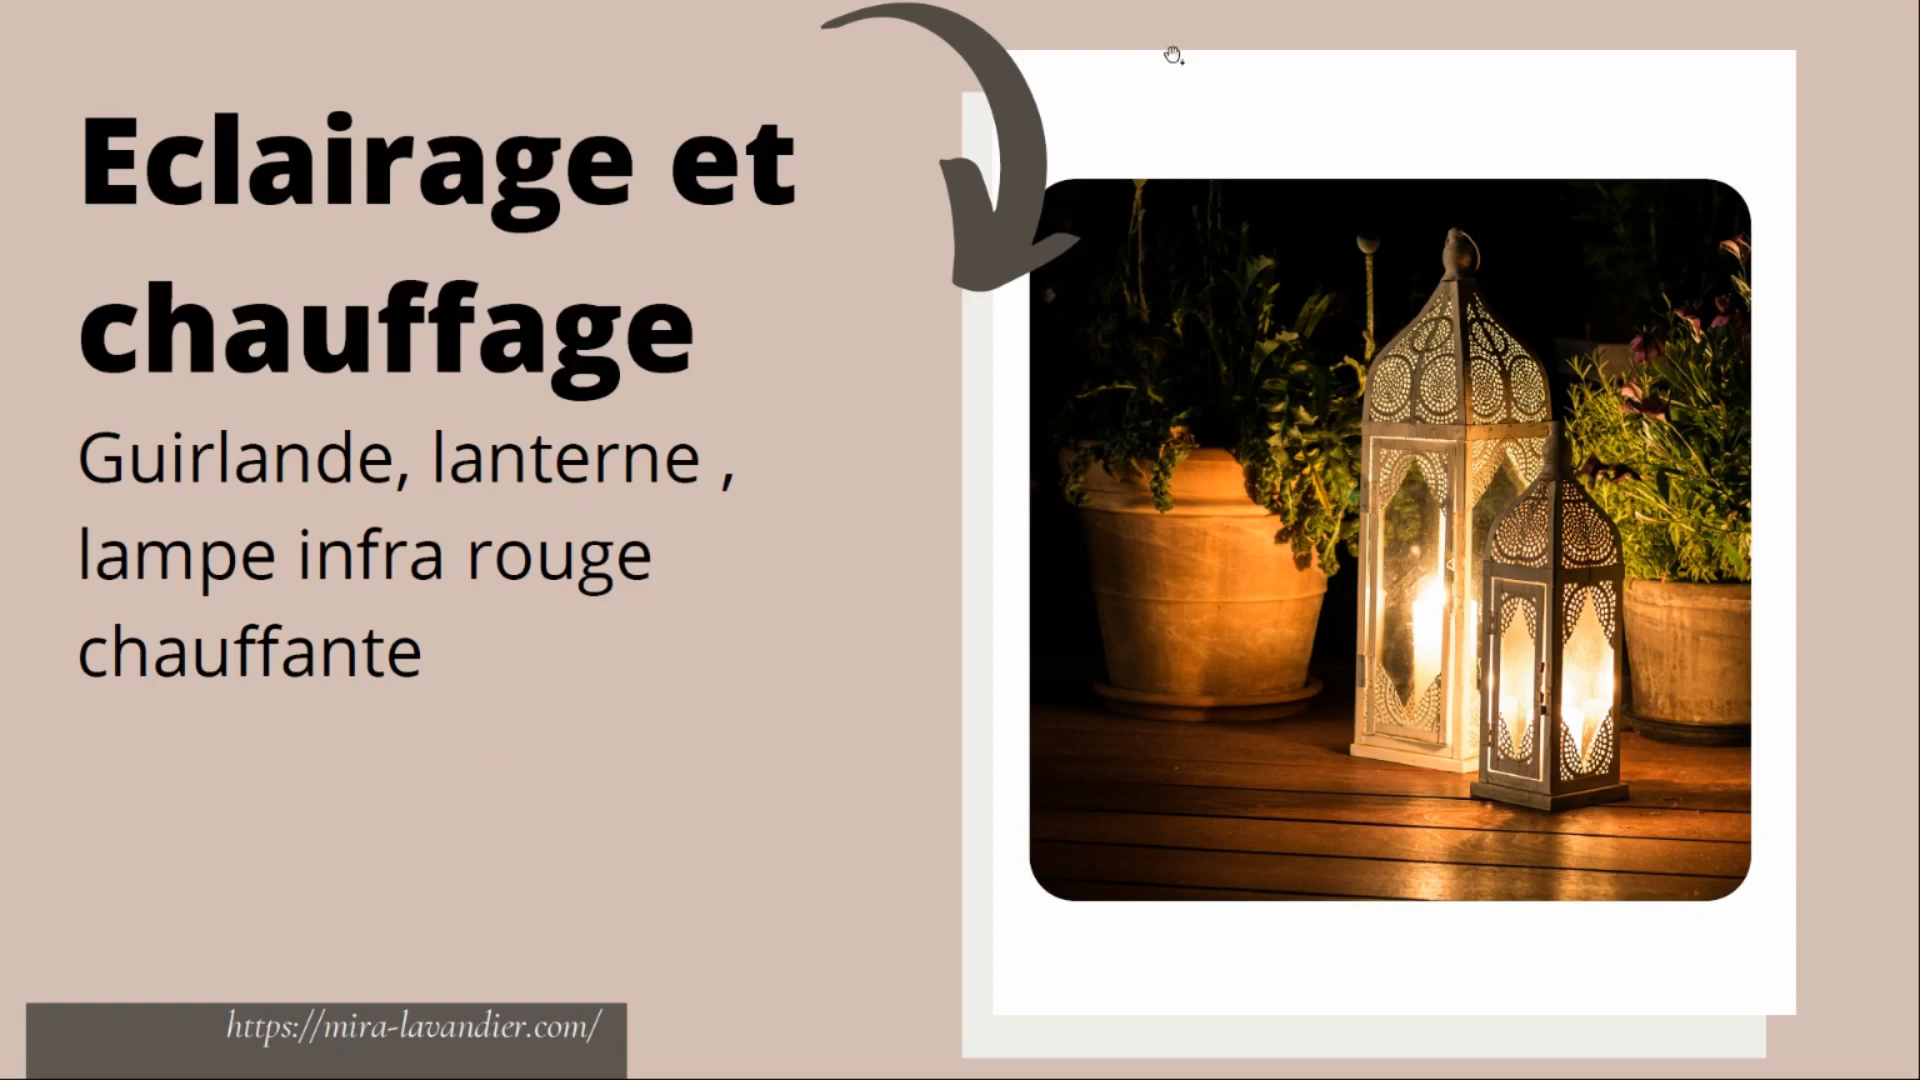 Eclairage et
chauffage
Guirlande, lanterne ,
lampe infra rouge
chauffante
https://mira-lavandier.com/